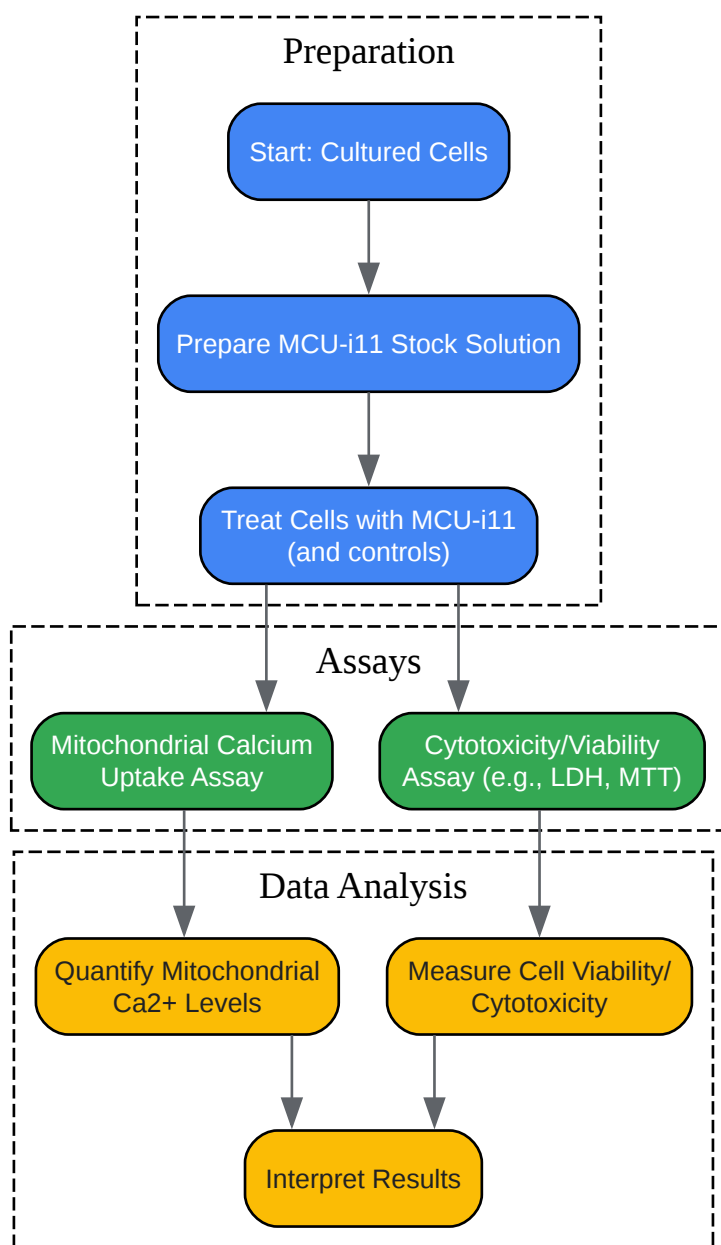 Preparation
Start: Cultured Cells
Prepare MCU-i11 Stock Solution
Treat Cells with MCU-i11
(and controls)
Assays
Mitochondrial Calcium
Uptake Assay
Cytotoxicity/Viability
Assay (e.g., LDH, MTT)
Data Analysis
Quantify Mitochondrial
Ca2+ Levels
Measure Cell Viability/
Cytotoxicity
Interpret Results